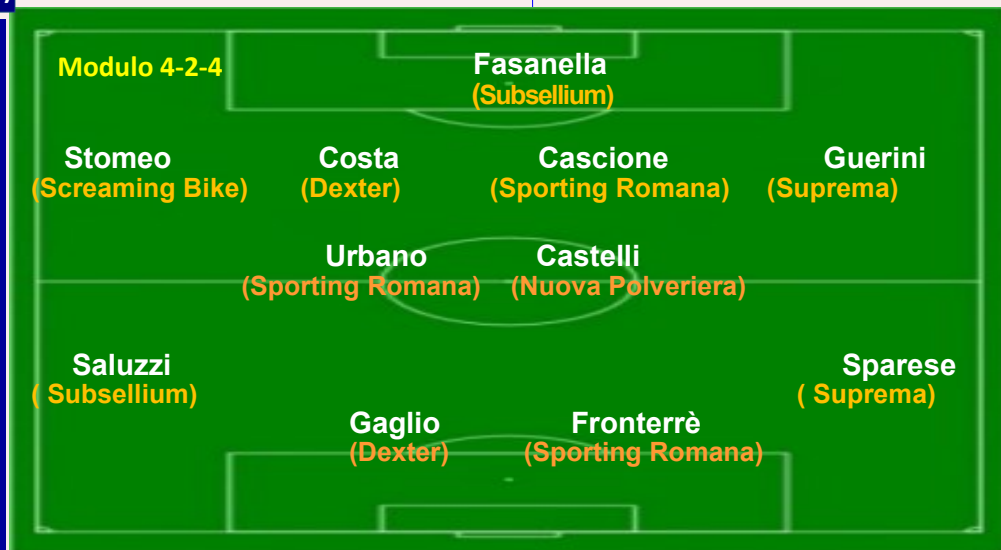 Modulo 4-2-4
Fasanella
(Subsellium)
Stomeo Costa Cascione Guerini
(Screaming Bike) (Dexter) (Sporting Romana) (Suprema)
Urbano Castelli
(Sporting Romana) (Nuova Polveriera)
Saluzzi Sparese
( Subsellium) ( Suprema)
Gaglio Fronterrè
(Dexter) (Sporting Romana)